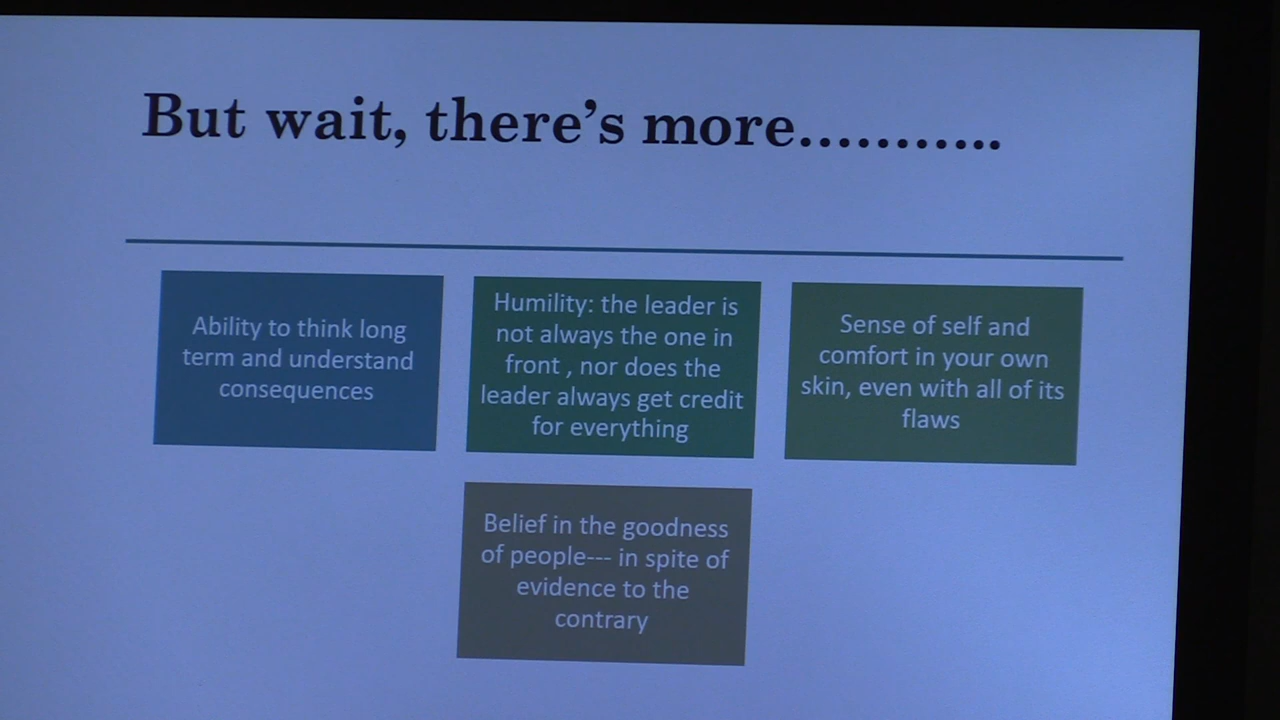 But wait, there's more...........
Ability to think long
term and understand
consequences
Humility: the leader is
not always the one in
front , nor does the
leader always get credit
for everything
Sense of self and
comfort in your own
skin, even with all of its
flaws
Belief in the goodness
of people--- in spite of
evidence to the
contrary